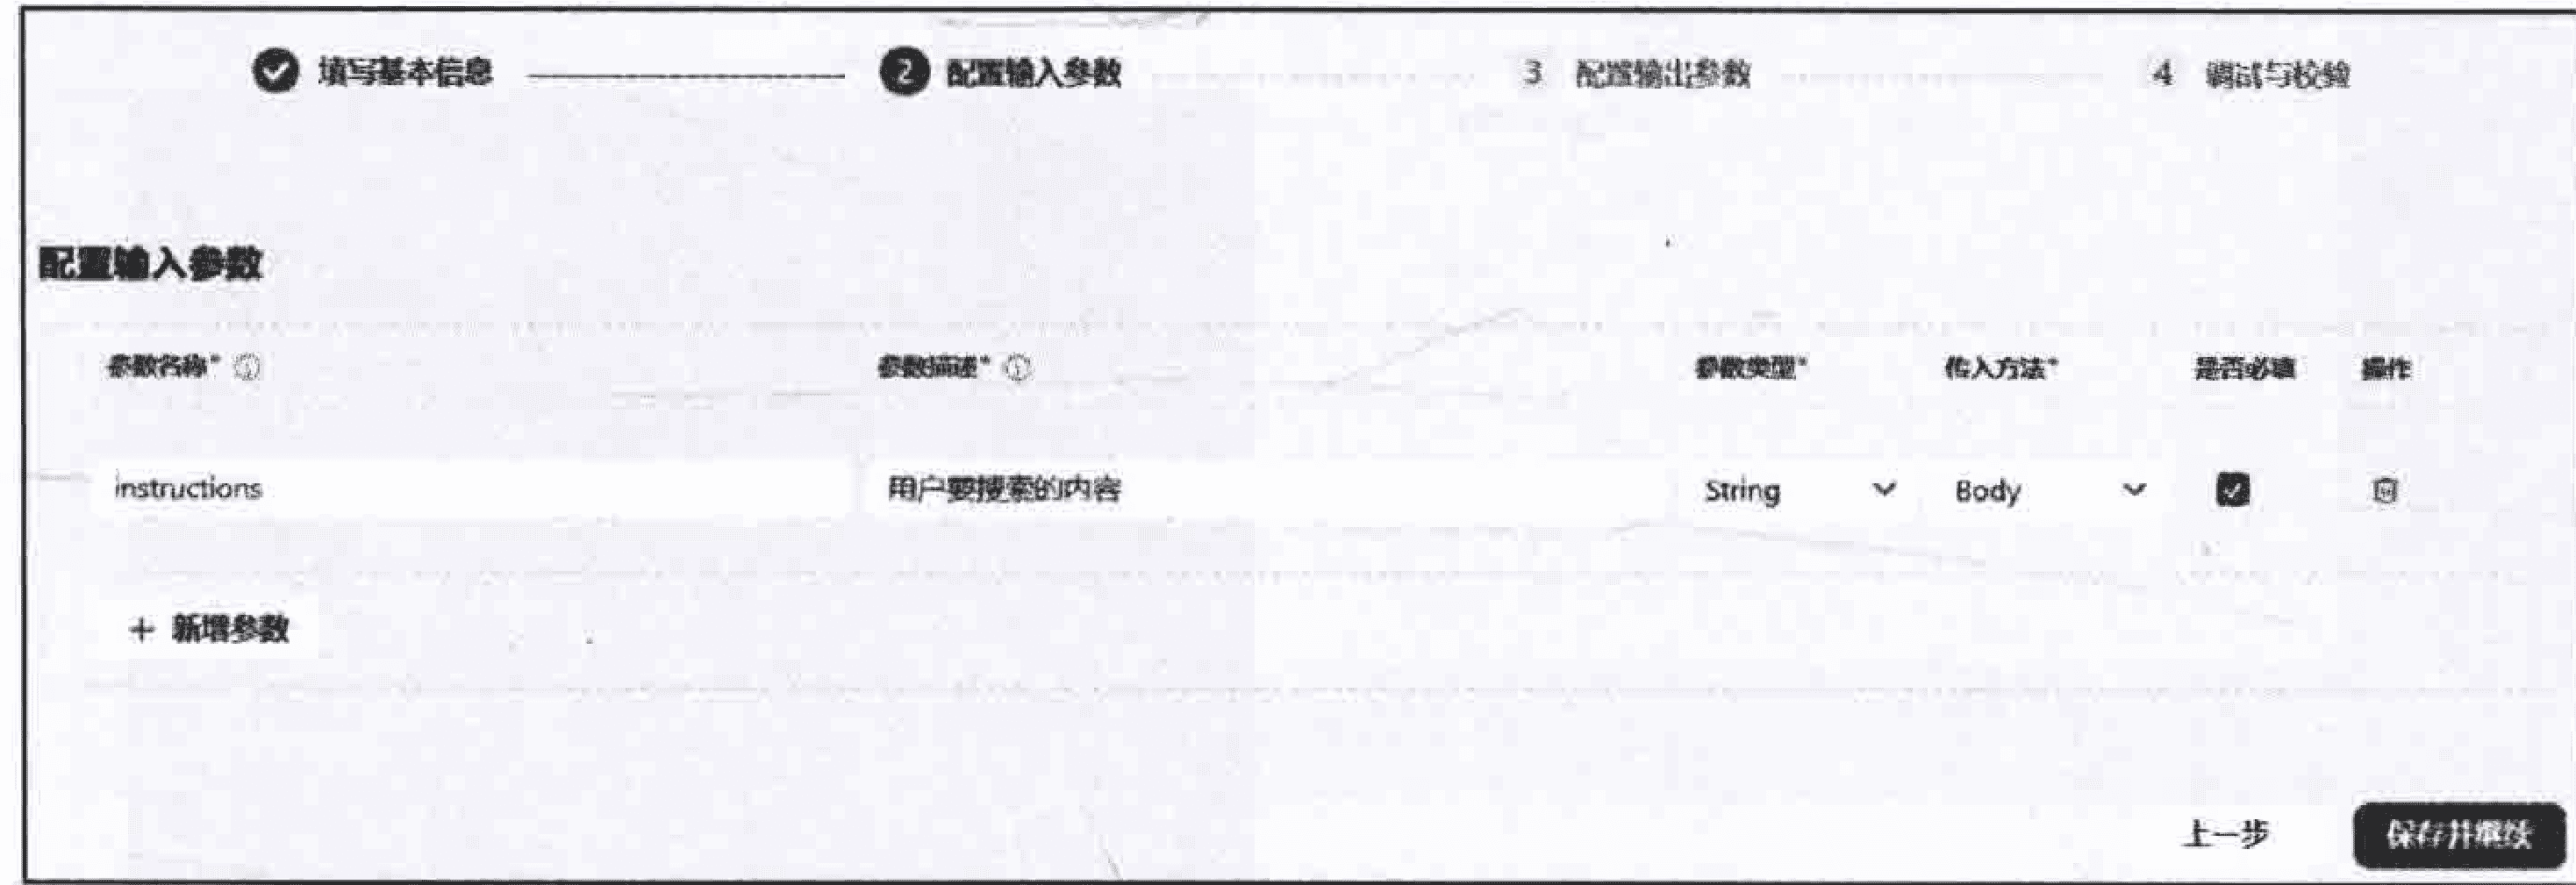 填写基本信息 2 配置输入参数 3 配置输出参数 4 调试与校验
配置输入参数
参数名称* 参数描述* 参数类型* 传入方法* 是否必填 操作
instructions 用户要搜索的内容 String Body
+ 新增参数
上一步 保存并继续